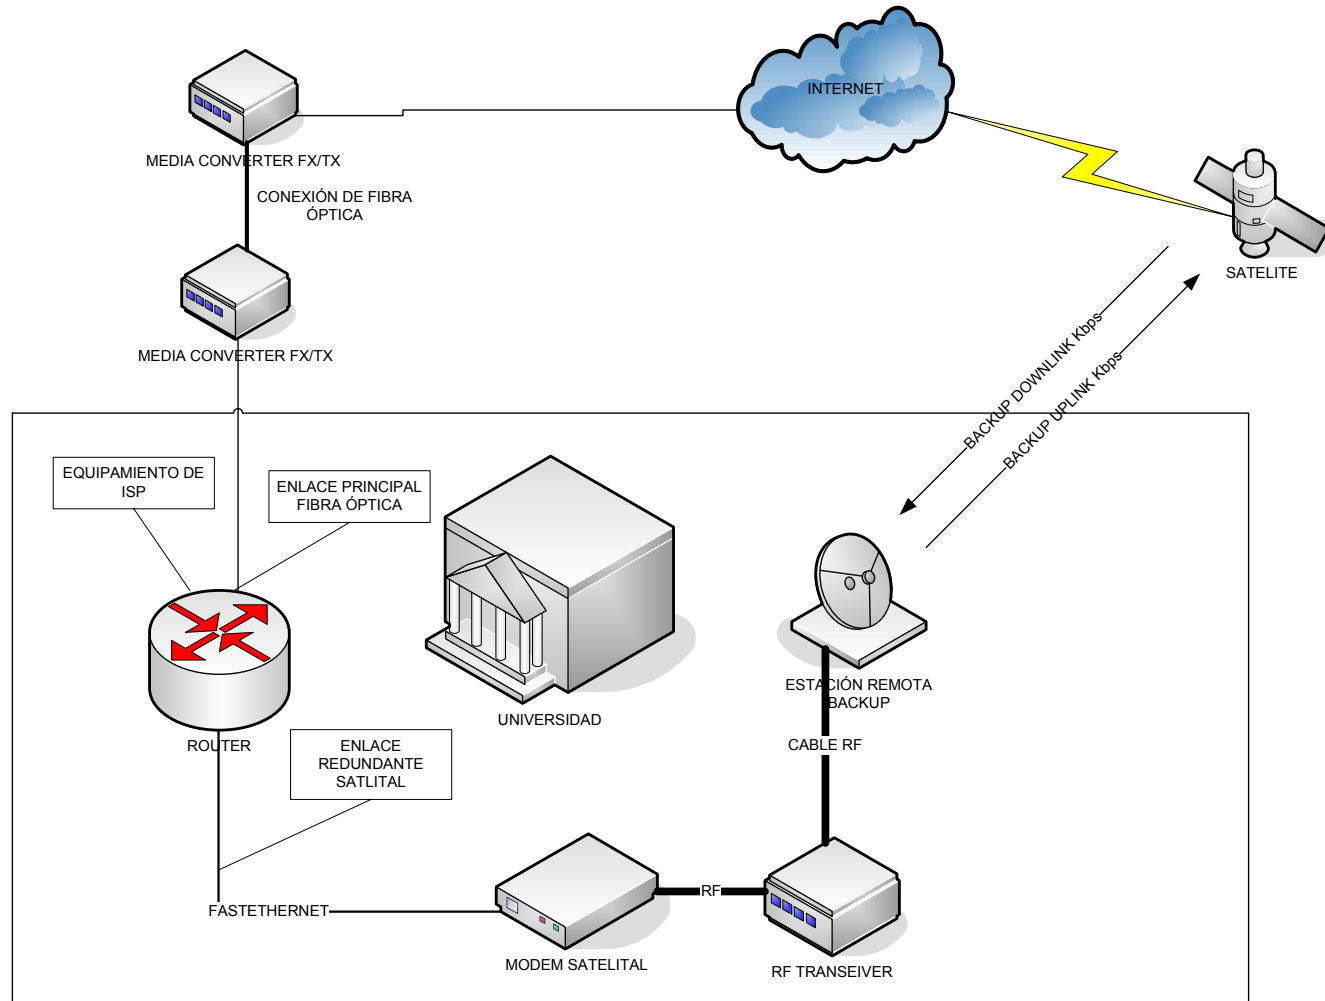 INTERNET
MEDIA CONVERTER FX/TX
CONEXIÓN DE FIBRA
ÓPTICA
SATELITE
MEDIA CONVERTER FX/TX
BACKUP DOWNLINK Kbps
BACKUP UPLINK Kbps
EQUIPAMIENTO DE
ISP
ENLACE PRINCIPAL
FIBRA ÓPTICA
ESTACIÓN REMOTA
BACKUP
UNIVERSIDAD
ROUTER
ENLACE
REDUNDANTE
SATLITAL
CABLE RF
RF
FASTETHERNET
MODEM SATELITAL
RF TRANSEIVER